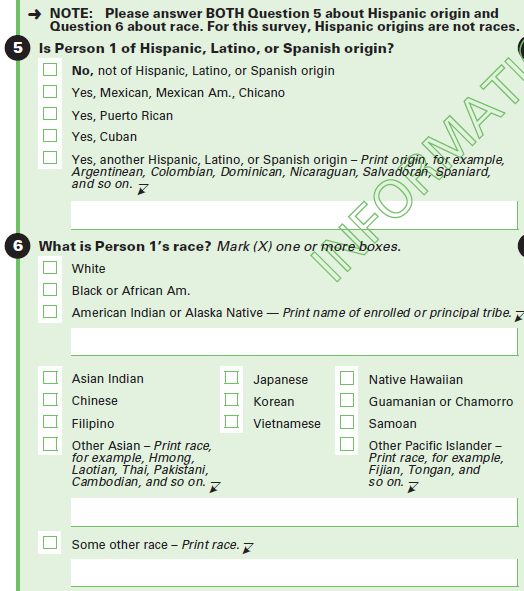 → NOTE: Please answer BOTH Question 5 about Hispanic origin and
Question 6 about race. For this survey, Hispanic origins are not races.
5 Is Person 1 of Hispanic, Latino, or Spanish origin?
No, not of Hispanic, Latino, or Spanish origin
Yes, Mexican, Mexican Am., Chicano
Yes, Puerto Rican
Yes, Cuban
Yes, another Hispanic, Latino, or Spanish origin – Print origin, for example,
Argentinean, Colombian, Dominican, Nicaraguan, Salvadoran, Spaniard,
and so on.
INFORMATI
6 What is Person 1's race? Mark (X) one or more boxes.
White
Black or African Am.
American Indian or Alaska Native — Print name of enrolled or principal tribe.
Asian Indian
Chinese
Filipino
Other Asian – Print race,
for example, Hmong,
Laotian, Thai, Pakistani,
Cambodian, and so on.
Japanese
Korean
Vietnamese
Native Hawaiian
Guamanian or Chamorro
Samoan
Other Pacific Islander –
Print race, for example,
Fijian, Tongan, and
so on.
Some other race – Print race.